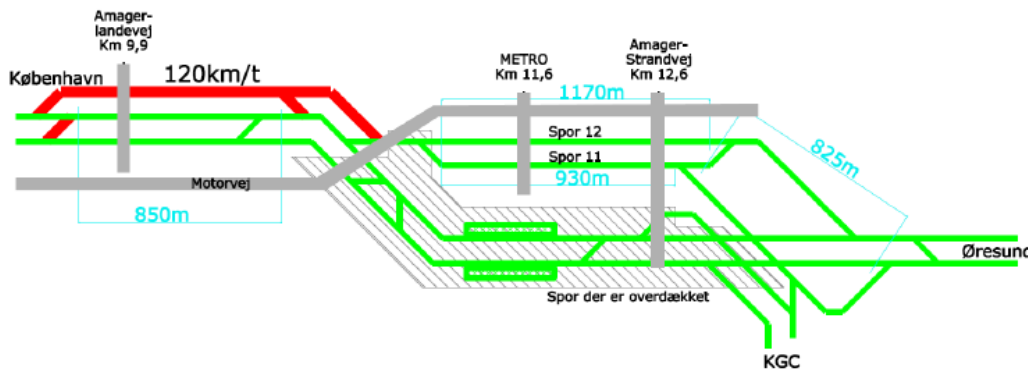 Amager-
landevej
Km 9,9
København
120km/t
METRO
Km 11,6
Amager-
Strandvej
Km 12,6
1170m
Spor 12
Spor 11
930m
825m
Motorvej
850m
Øresund
Spor der er overdækket
KGC